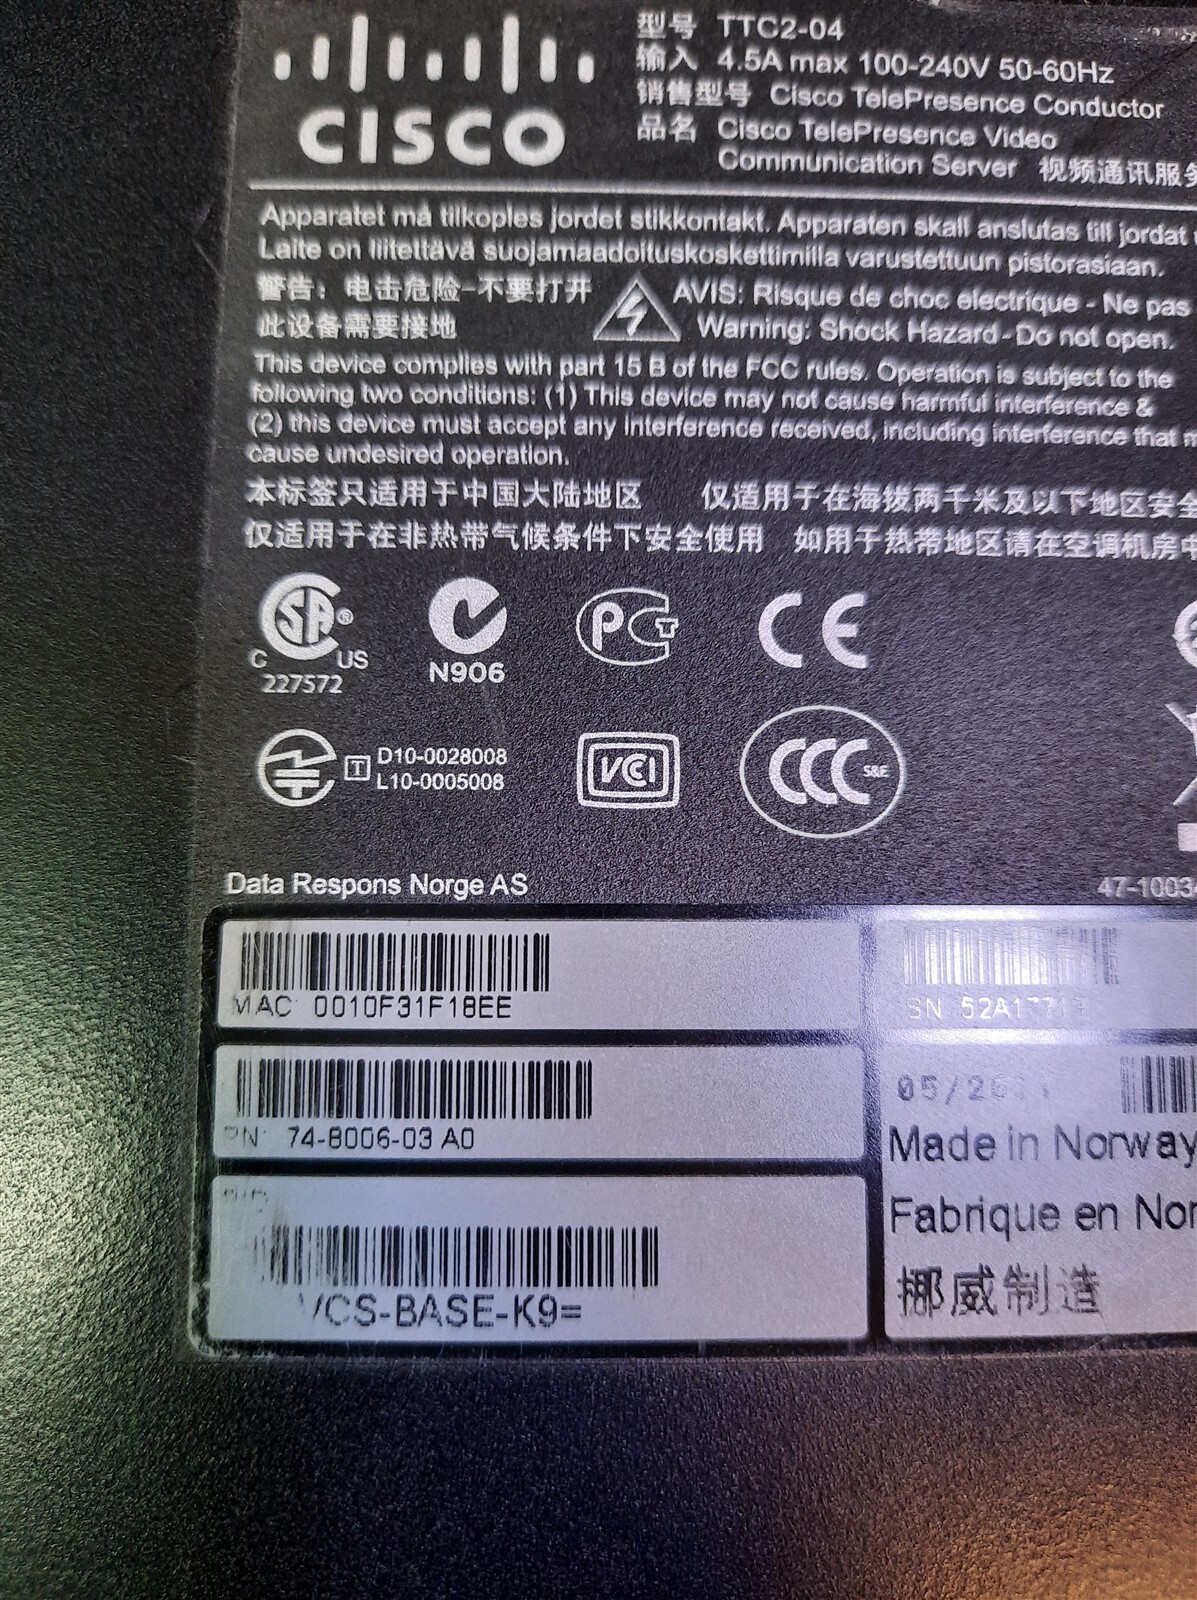 CISCO
型号 TTC2-04
输入 4.5A max 100-240V 50-60Hz
销售型号 Cisco TelePresence Conductor
品名 Cisco TelePresence Video
Communication Server 视频通讯服务
Apparatet må tilkoples jordet stikkontakt. Apparaten skall anslutas till jordat
Laite on liitettävä suojamaadoituskoskettimilla varustettuun pistorasiaan.
警告: 电击危险-不要打开
此设备需要接地
AVIS: Risque de choc electrique - Ne pas
Warning: Shock Hazard-Do not open.
This device complies with part 15 B of the FCC rules. Operation is subject to the
following two conditions: (1) This device may not cause harmful interference &
(2) this device must accept any interference received, including interference that
cause undesired operation.
本标签只适用于中国大陆地区 仅适用于在海拔两千米及以下地区安全
仅适用于在非热带气候条件下安全使用 如用于热带地区请在空调机房中
CSA®
C US
227572
N906
PCT
CE
T D10-0028008
L10-0005008
VCCI
CCC S&E
Data Respons Norge AS
47-1003
MAC: 0010F31F18EE
SN
PN: 74-8006-03 A0
Made in Norway
Fabrique en Nor
挪威制造
VCS-BASE-K9=